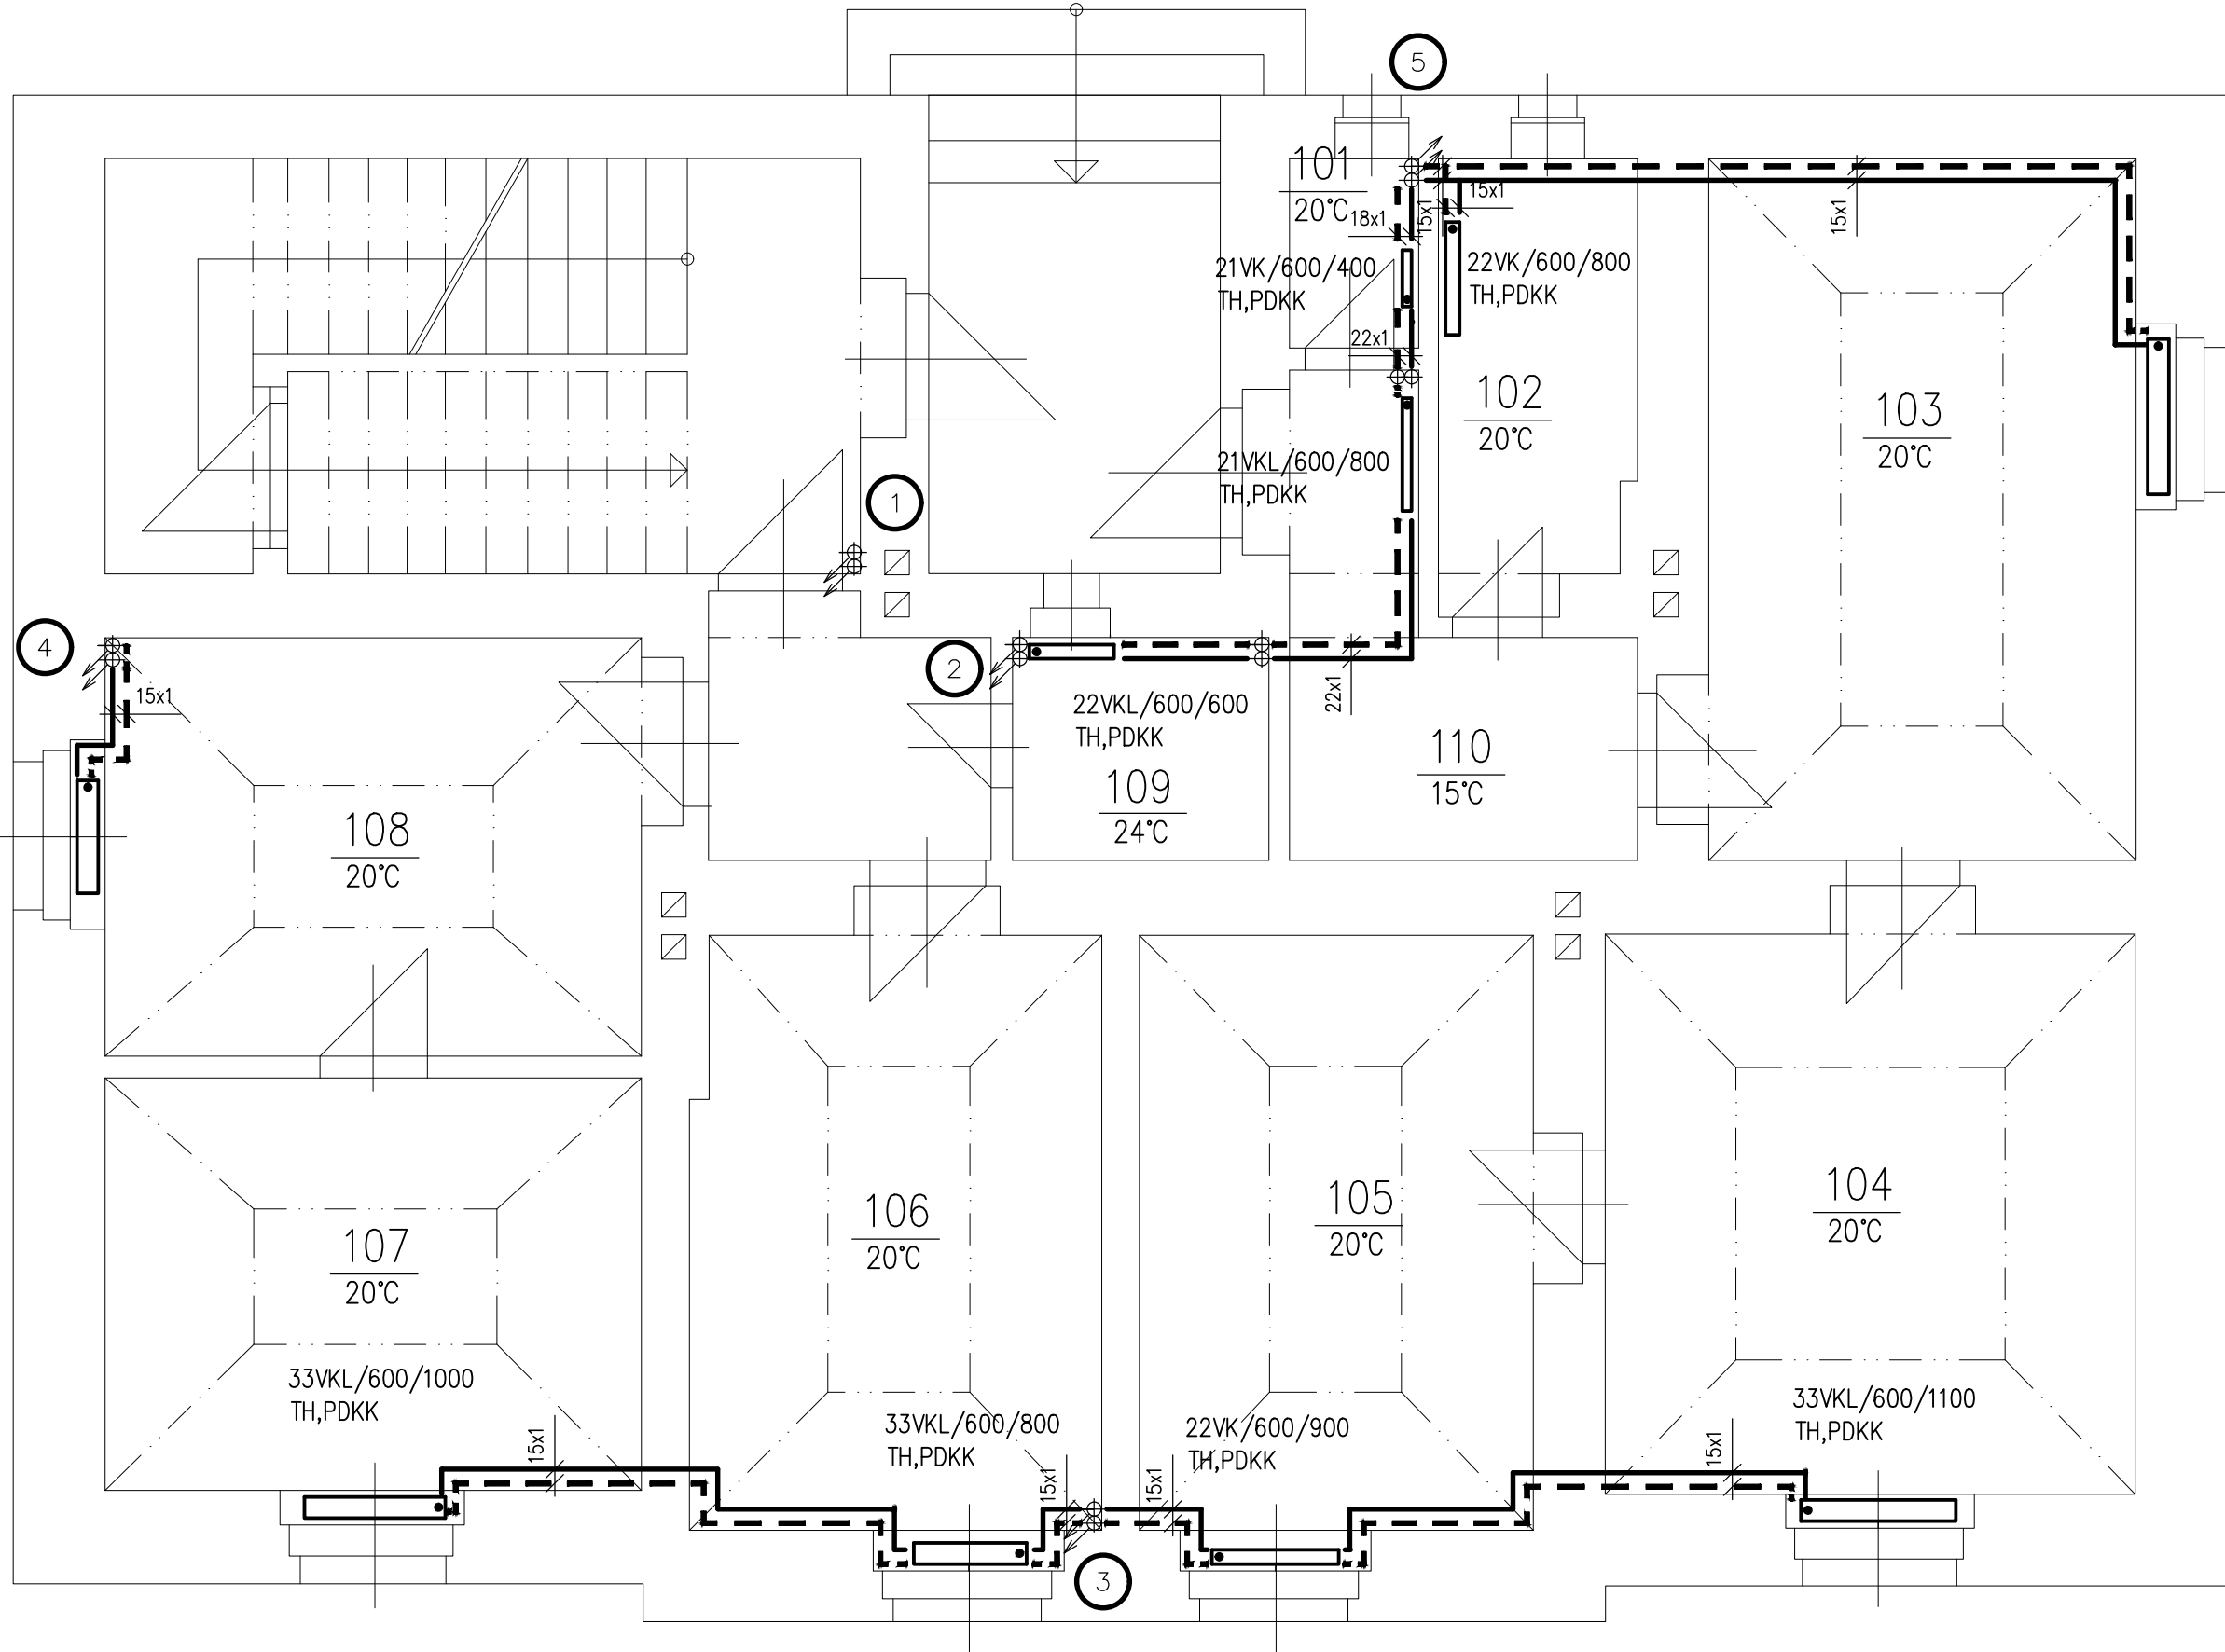 5
101
20°C
15x1
15x1
18x1
15x1
21VK/600/400
TH,PDKK
22VK/600/800
TH,PDKK
22x1
102
20°C
103
20°C
21VKL/600/800
TH,PDKK
1
4
2
15x1
22x1
22VKL/600/600
TH,PDKK
110
15°C
109
24°C
108
20°C
106
20°C
105
20°C
104
20°C
107
20°C
33VKL/600/1000
TH,PDKK
33VKL/600/800
TH,PDKK
22VK/600/900
TH,PDKK
33VKL/600/1100
TH,PDKK
15x1
15x1
15x1
15x1
3